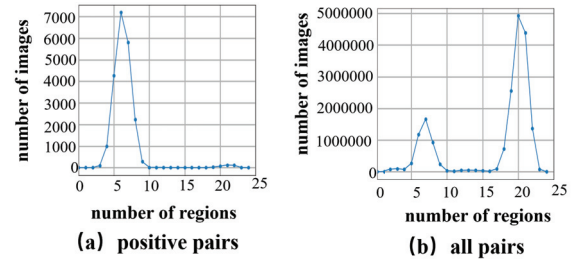 number of images
7000
6000
5000
4000
3000
2000
1000
0
0 5 10 15 20 25
number of regions
(a) positive pairs
number of images
5000000
4000000
3000000
2000000
1000000
0
0 5 10 15 20 25
number of regions
(b) all pairs